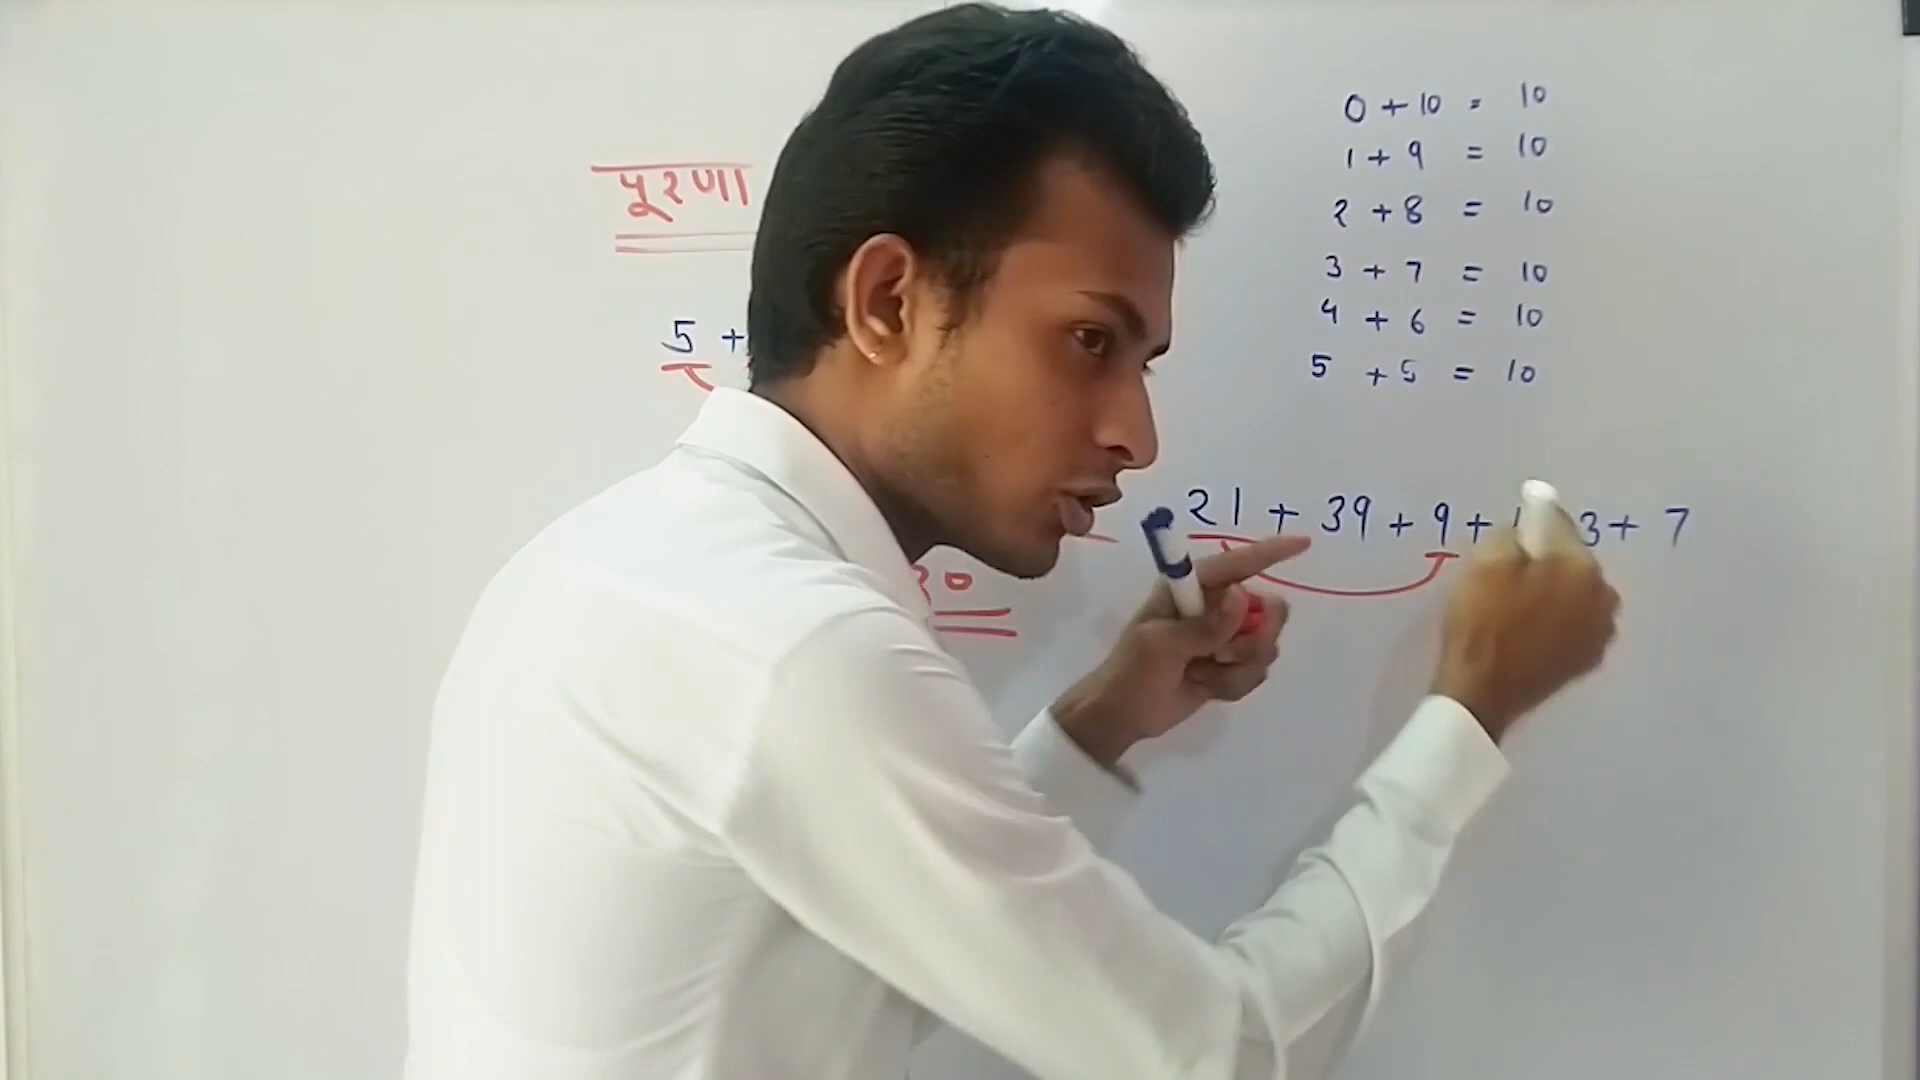 पूरणा
0 + 10 = 10
1 + 9 = 10
2 + 8 = 10
3 + 7 = 10
4 + 6 = 10
5 + 5 = 10
5 +
21 + 39 + 9 + 3 + 7